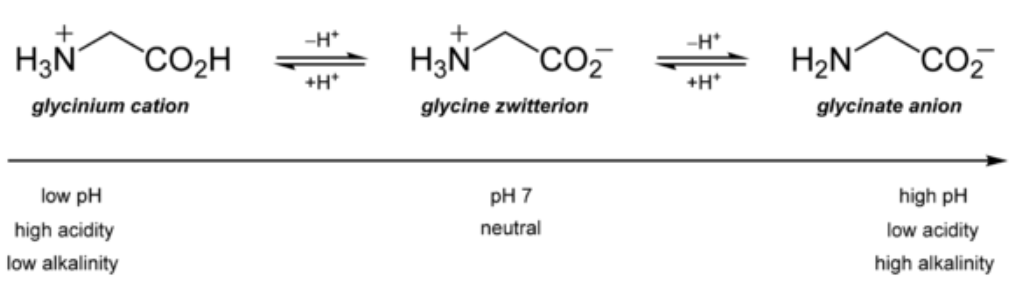 H₃N⁺ CO₂H −H⁺ +H⁺ H₃N⁺ CO₂⁻ −H⁺ +H⁺ H₂N CO₂⁻
glycinium cation glycine zwitterion glycinate anion
low pH pH 7 high pH
high acidity neutral low acidity
low alkalinity high alkalinity